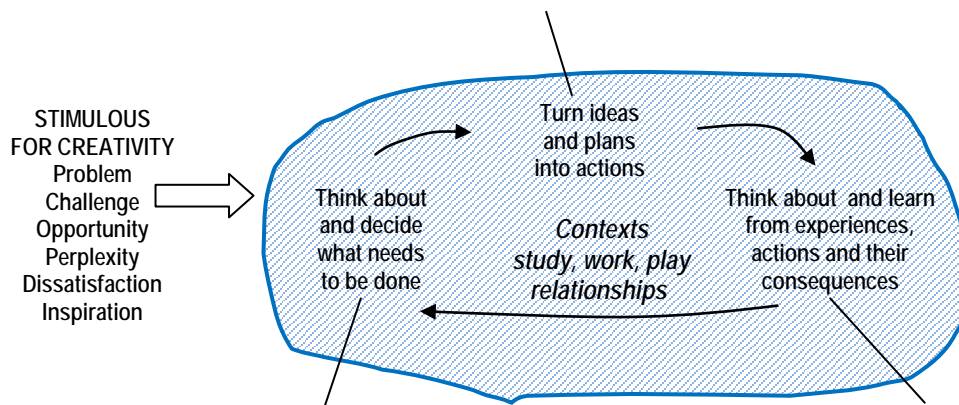 STIMULOUS
FOR CREATIVITY
Problem
Challenge
Opportunity
Perplexity
Dissatisfaction
Inspiration
Turn ideas
and plans
into actions
Think about
and decide
what needs
to be done
Contexts
study, work, play
relationships
Think about and learn
from experiences,
actions and their
consequences